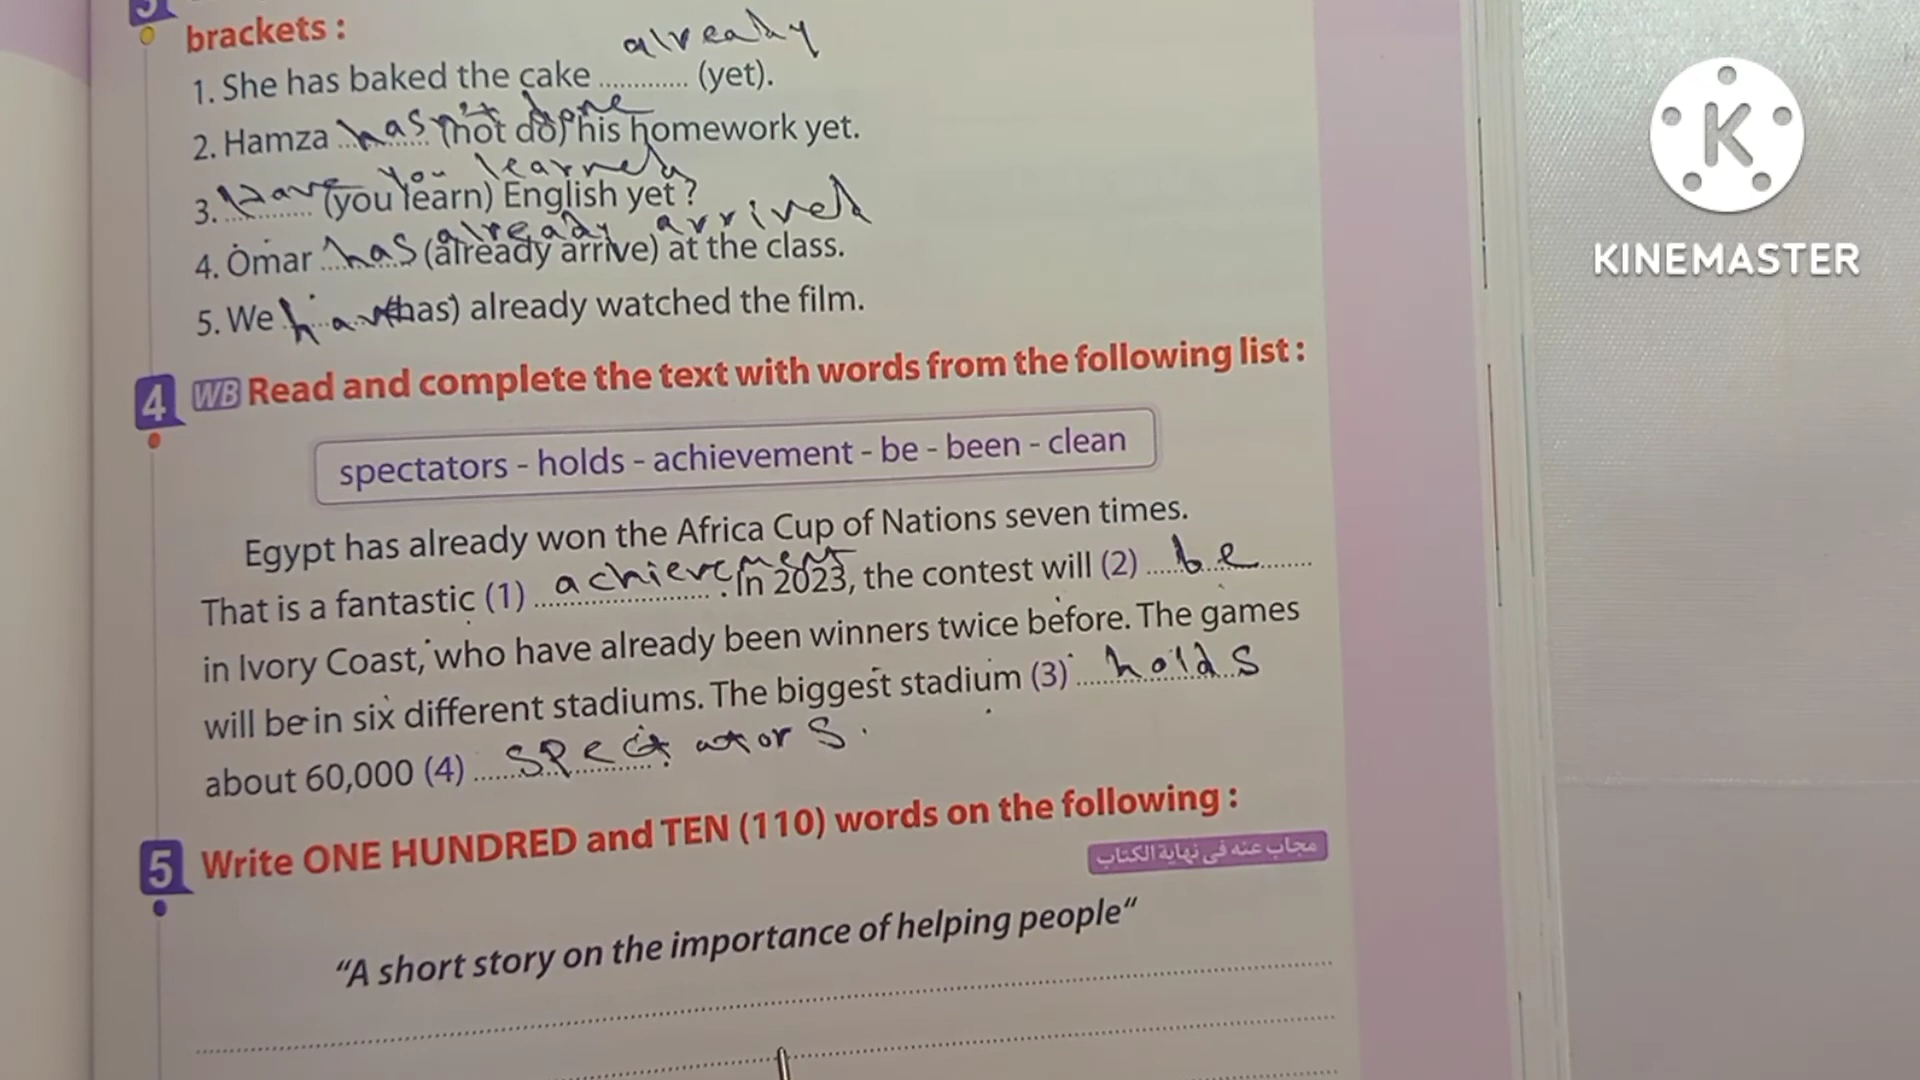 brackets :
already
1. She has baked the cake ............ (yet).
hasn't done
2. Hamza ............ (not do) his homework yet.
Have you learned
3. ............ (you learn) English yet ?
has already arrived
4. Omar ............ (already arrive) at the class.
5. We have (has) already watched the film.
4 WB Read and complete the text with words from the following list :
spectators - holds - achievement - be - been - clean
Egypt has already won the Africa Cup of Nations seven times.
That is a fantastic (1) achievement . In 2023, the contest will (2) be
in Ivory Coast, who have already been winners twice before. The games
will be in six different stadiums. The biggest stadium (3) holds
about 60,000 (4) spectators .
5 Write ONE HUNDRED and TEN (110) words on the following :
مجاب عنه في نهاية الكتاب
"A short story on the importance of helping people"
K
KINEMASTER